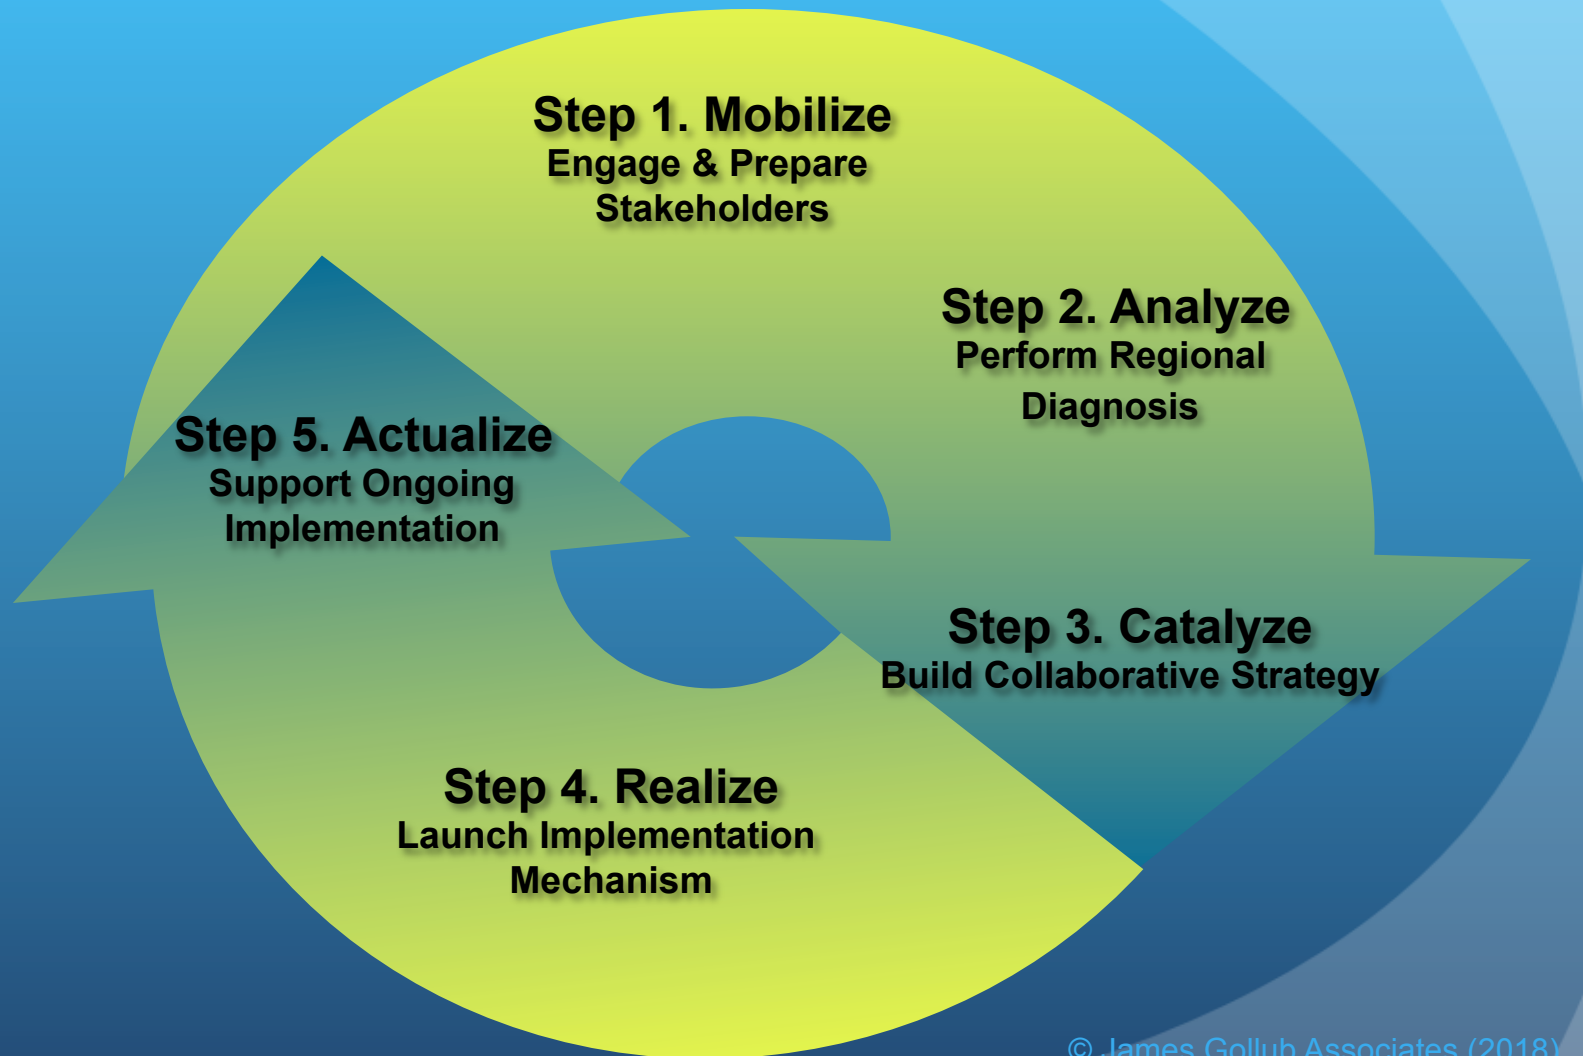 Step 1. Mobilize
Engage & Prepare
Stakeholders
Step 2. Analyze
Perform Regional
Diagnosis
Step 3. Catalyze
Build Collaborative Strategy
Step 4. Realize
Launch Implementation
Mechanism
Step 5. Actualize
Support Ongoing
Implementation
© James Gollub Associates (2018)